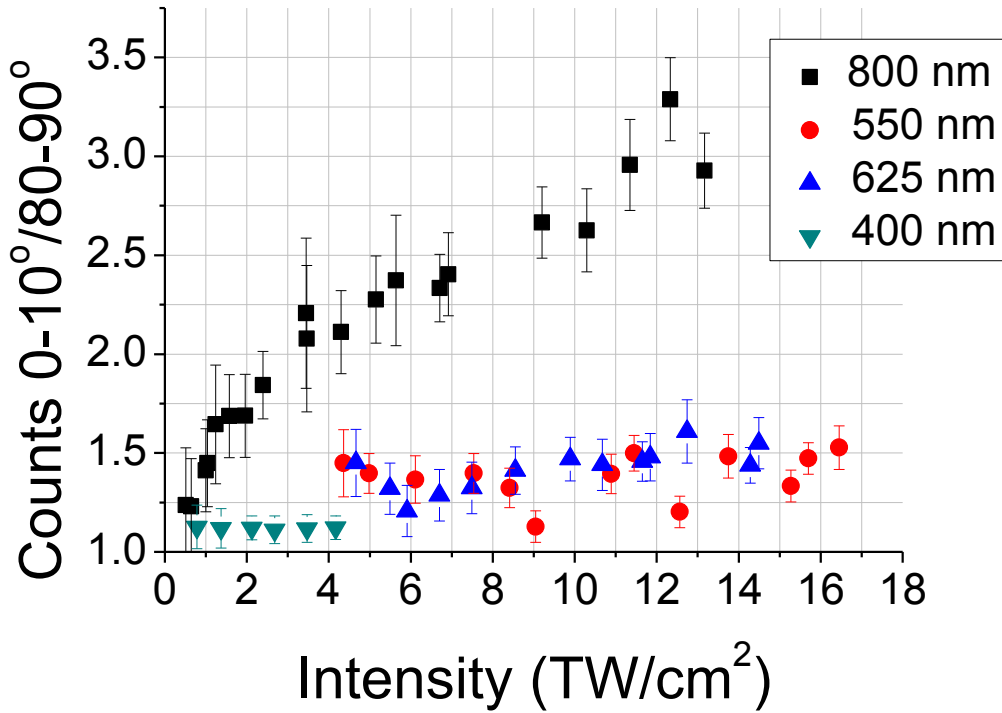 Counts 0-10°/80-90°
3.5
3.0
2.5
2.0
1.5
1.0
0 2 4 6 8 10 12 14 16 18
Intensity (TW/cm²)
800 nm
550 nm
625 nm
400 nm